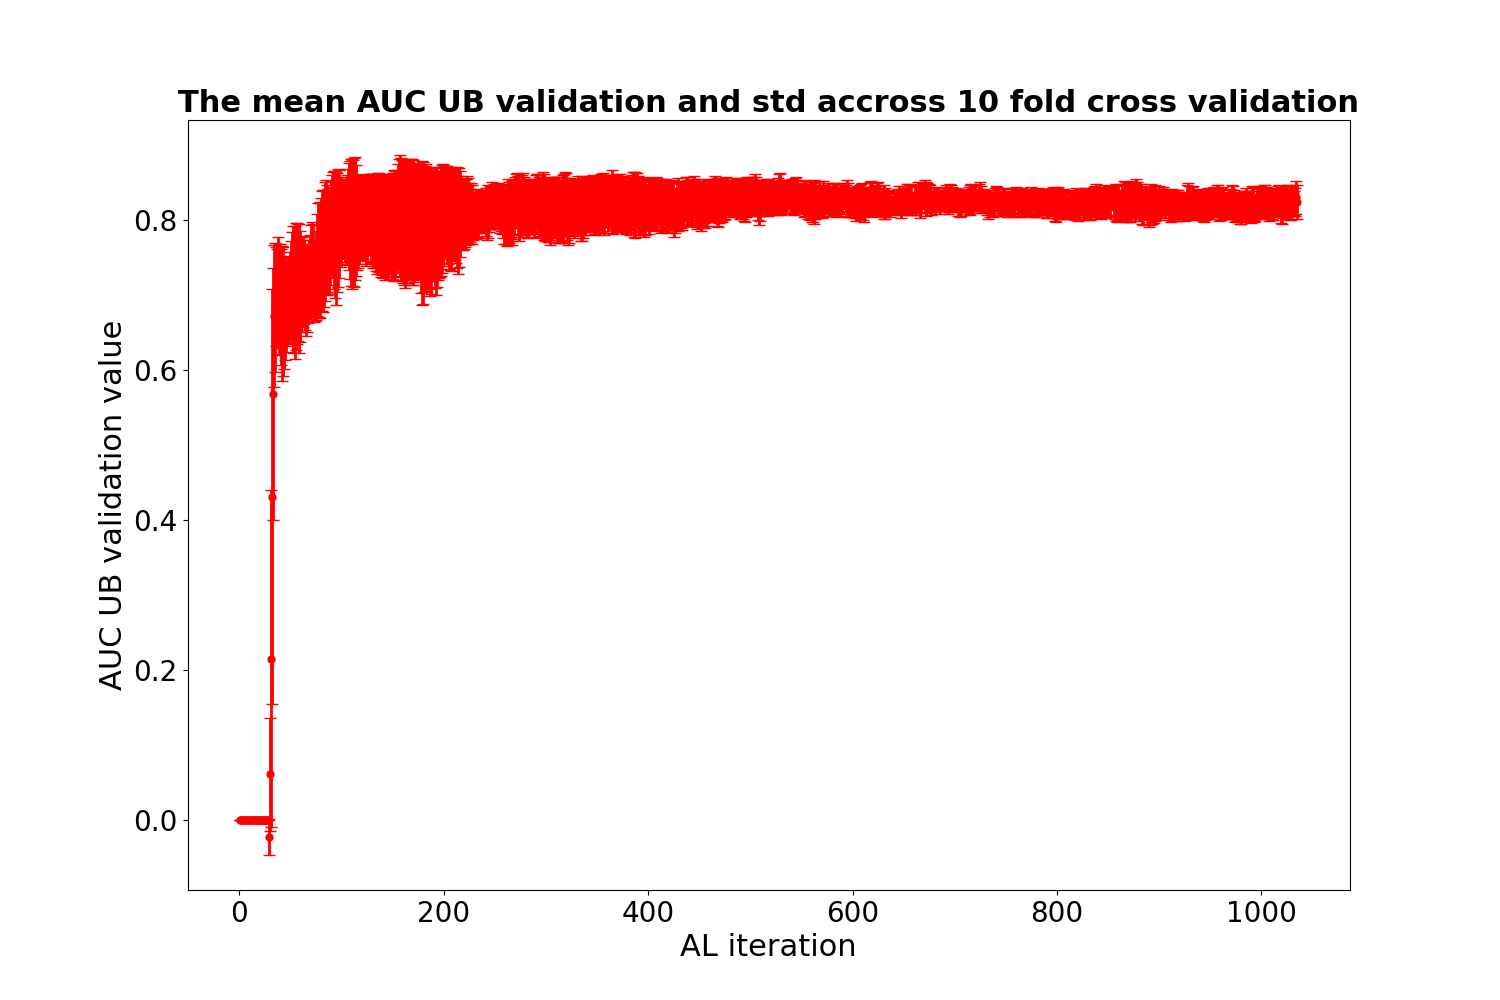 The mean AUC UB validation and std accross 10 fold cross validation
AUC UB validation value
0.8
0.6
0.4
0.2
0.0
0 200 400 600 800 1000
AL iteration